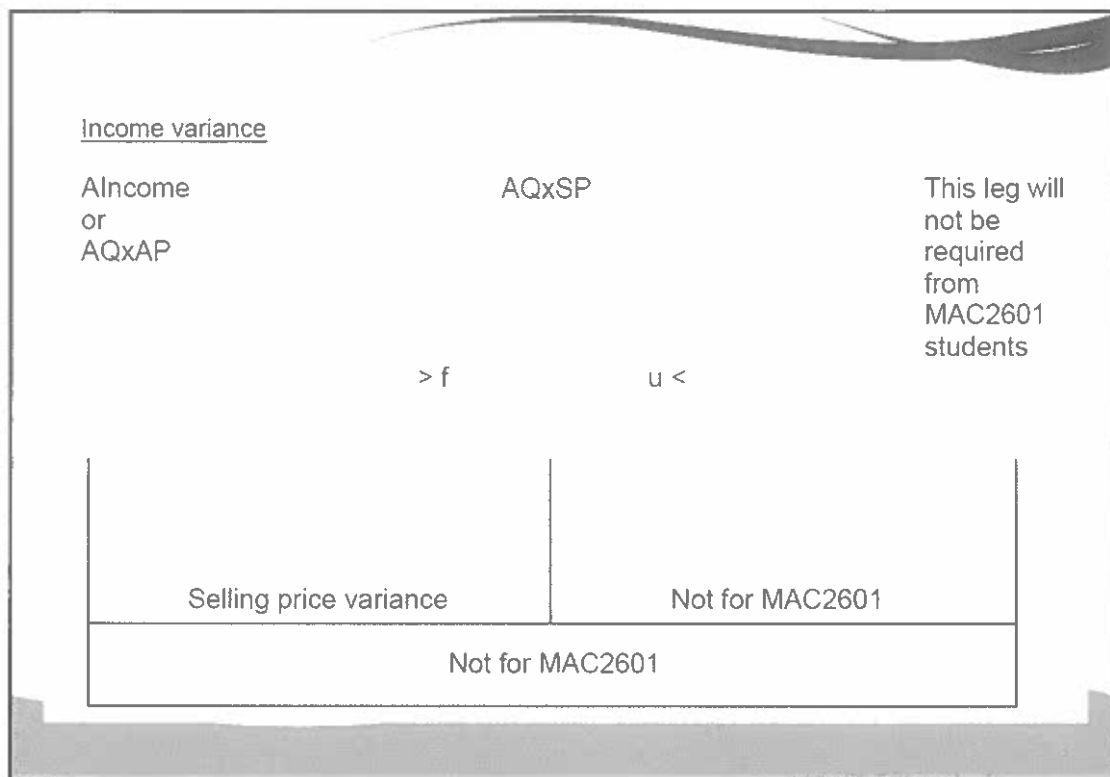 Income variance
AIncome
or
AQxAP
AQxSP
This leg will
not be
required
from
MAC2601
students
> f
u <
Selling price variance
Not for MAC2601
Not for MAC2601